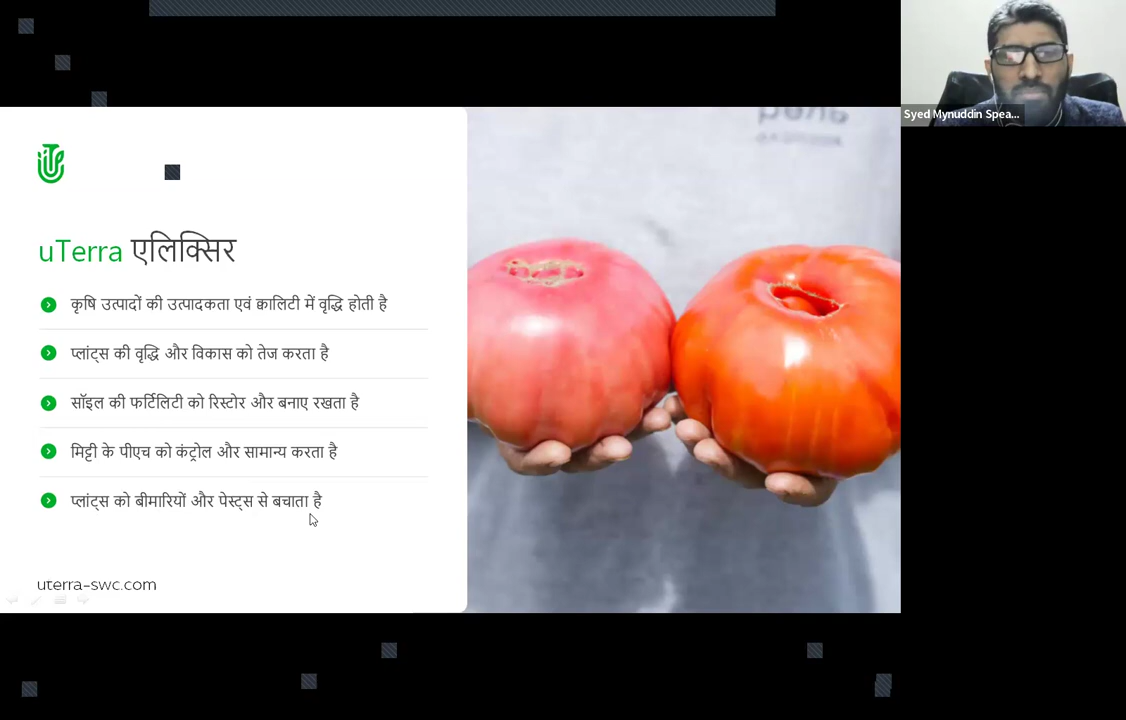 Syed Mynuddin Spea...
uTerra एलिक्सिर
कृषि उत्पादों की उत्पादकता एवं क्वालिटी में वृद्धि होती है
प्लांट्स की वृद्धि और विकास को तेज करता है
सॉइल की फर्टिलिटी को रिस्टोर और बनाए रखता है
मिट्टी के पीएच को कंट्रोल और सामान्य करता है
प्लांट्स को बीमारियों और पेस्ट्स से बचाता है
uterra-swc.com